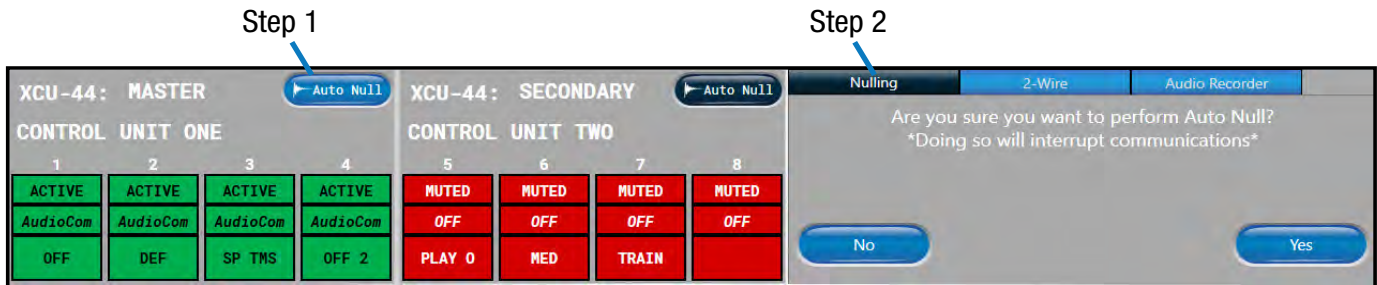 Step 1 Step 2
XCU-44: MASTER Auto Null XCU-44: SECONDARY Auto Null Nulling 2-Wire Audio Recorder
Are you sure you want to perform Auto Null?
CONTROL UNIT ONE CONTROL UNIT TWO *Doing so will interrupt communications*
1 2 3 4 5 6 7 8
ACTIVE ACTIVE ACTIVE ACTIVE MUTED MUTED MUTED MUTED
AudioCom AudioCom AudioCom AudioCom OFF OFF OFF OFF
OFF DEF SP TMS OFF 2 PLAY O MED TRAIN No Yes